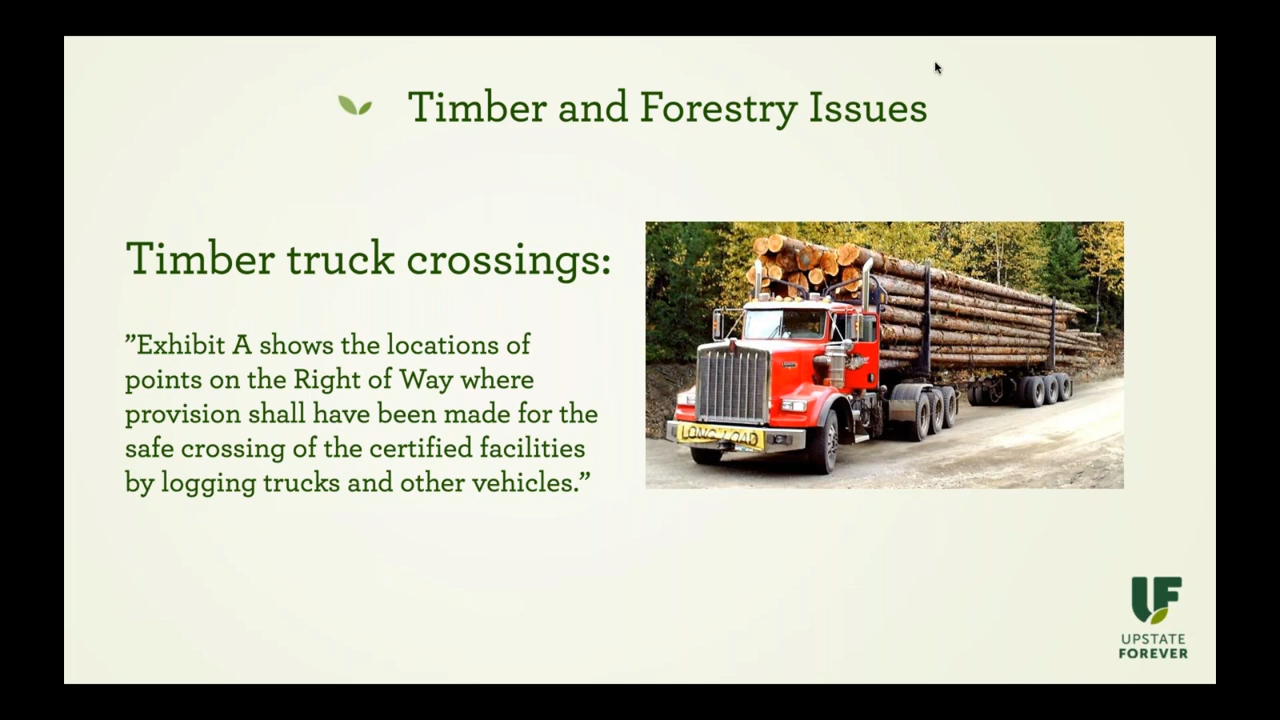 Timber and Forestry Issues
Timber truck crossings:
”Exhibit A shows the locations of
points on the Right of Way where
provision shall have been made for the
safe crossing of the certified facilities
by logging trucks and other vehicles.”
LONG LOAD
UF
UPSTATE
FOREVER